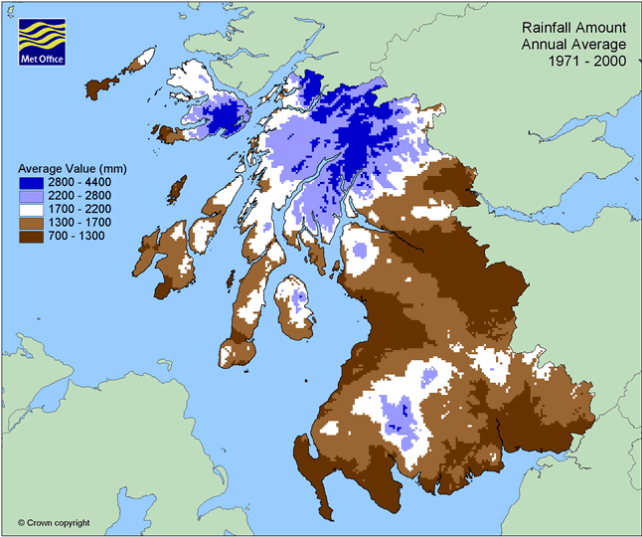 Met Office
Rainfall Amount
Annual Average
1971 - 2000
Average Value (mm)
2800 - 4400
2200 - 2800
1700 - 2200
1300 - 1700
700 - 1300
© Crown copyright